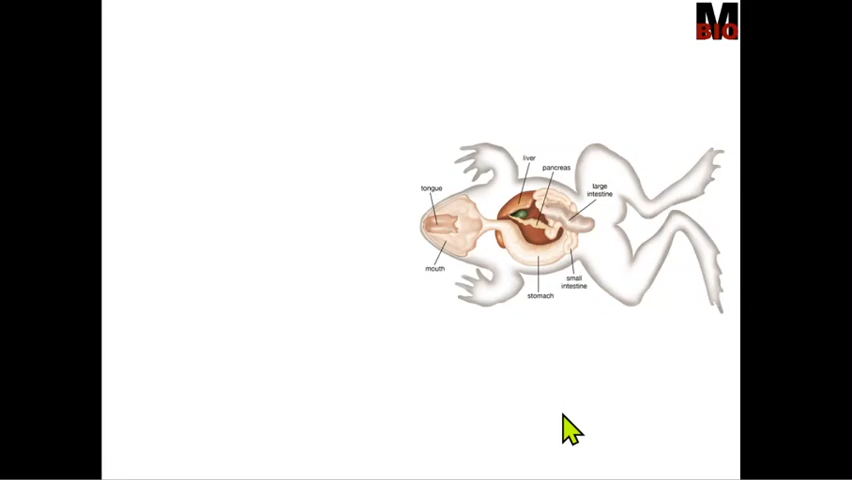 M
BIO
liver
pancreas
tongue
large
intestine
mouth
small
intestine
stomach